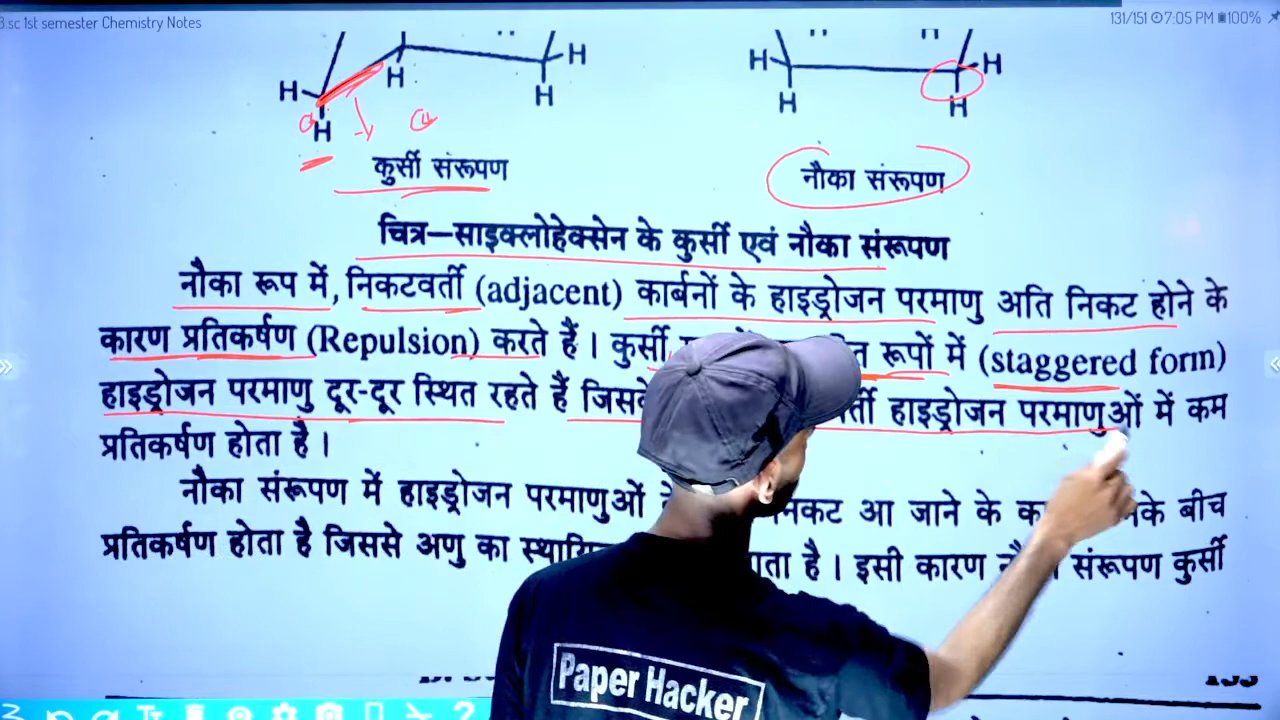 B.sc 1st semester Chemistry Notes
131/151 7:05 PM 100%
H H H H H
H H H H
कुर्सी संरूपण नौका संरूपण
चित्र–साइक्लोहेक्सेन के कुर्सी एवं नौका संरूपण
नौका रूप में, निकटवर्ती (adjacent) कार्बनों के हाइड्रोजन परमाणु अति निकट होने के
कारण प्रतिकर्षण (Repulsion) करते हैं। कुर्सी रूपों में (staggered form)
हाइड्रोजन परमाणु दूर-दूर स्थित रहते हैं हाइड्रोजन परमाणुओं में कम
प्रतिकर्षण होता है।
नौका संरूपण में हाइड्रोजन परमाणुओं आ जाने के बीच
प्रतिकर्षण होता है जिससे अणु का है। इसी कारण संरूपण कुर्सी
Paper Hacker